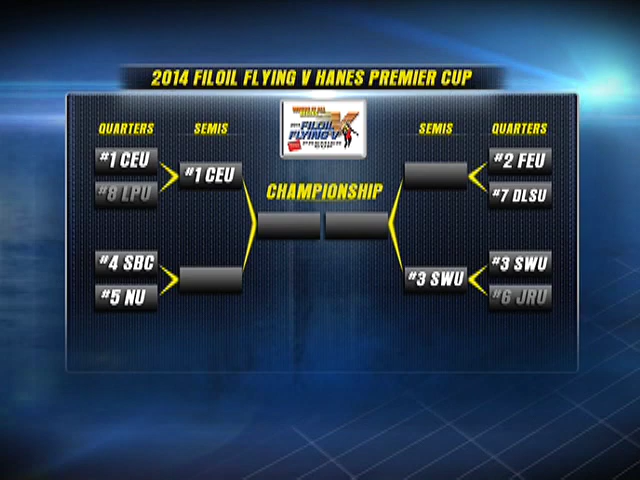 2014 FILOIL FLYING V HANES PREMIER CUP
QUARTERS
SEMIS
SEMIS
QUARTERS
FILOIL
FLYING V
PREMIER
CUP
#1 CEU
#8 LPU
#1 CEU
#2 FEU
#7 DLSU
CHAMPIONSHIP
#4 SBC
#5 NU
#3 SWU
#3 SWU
#6 JRU